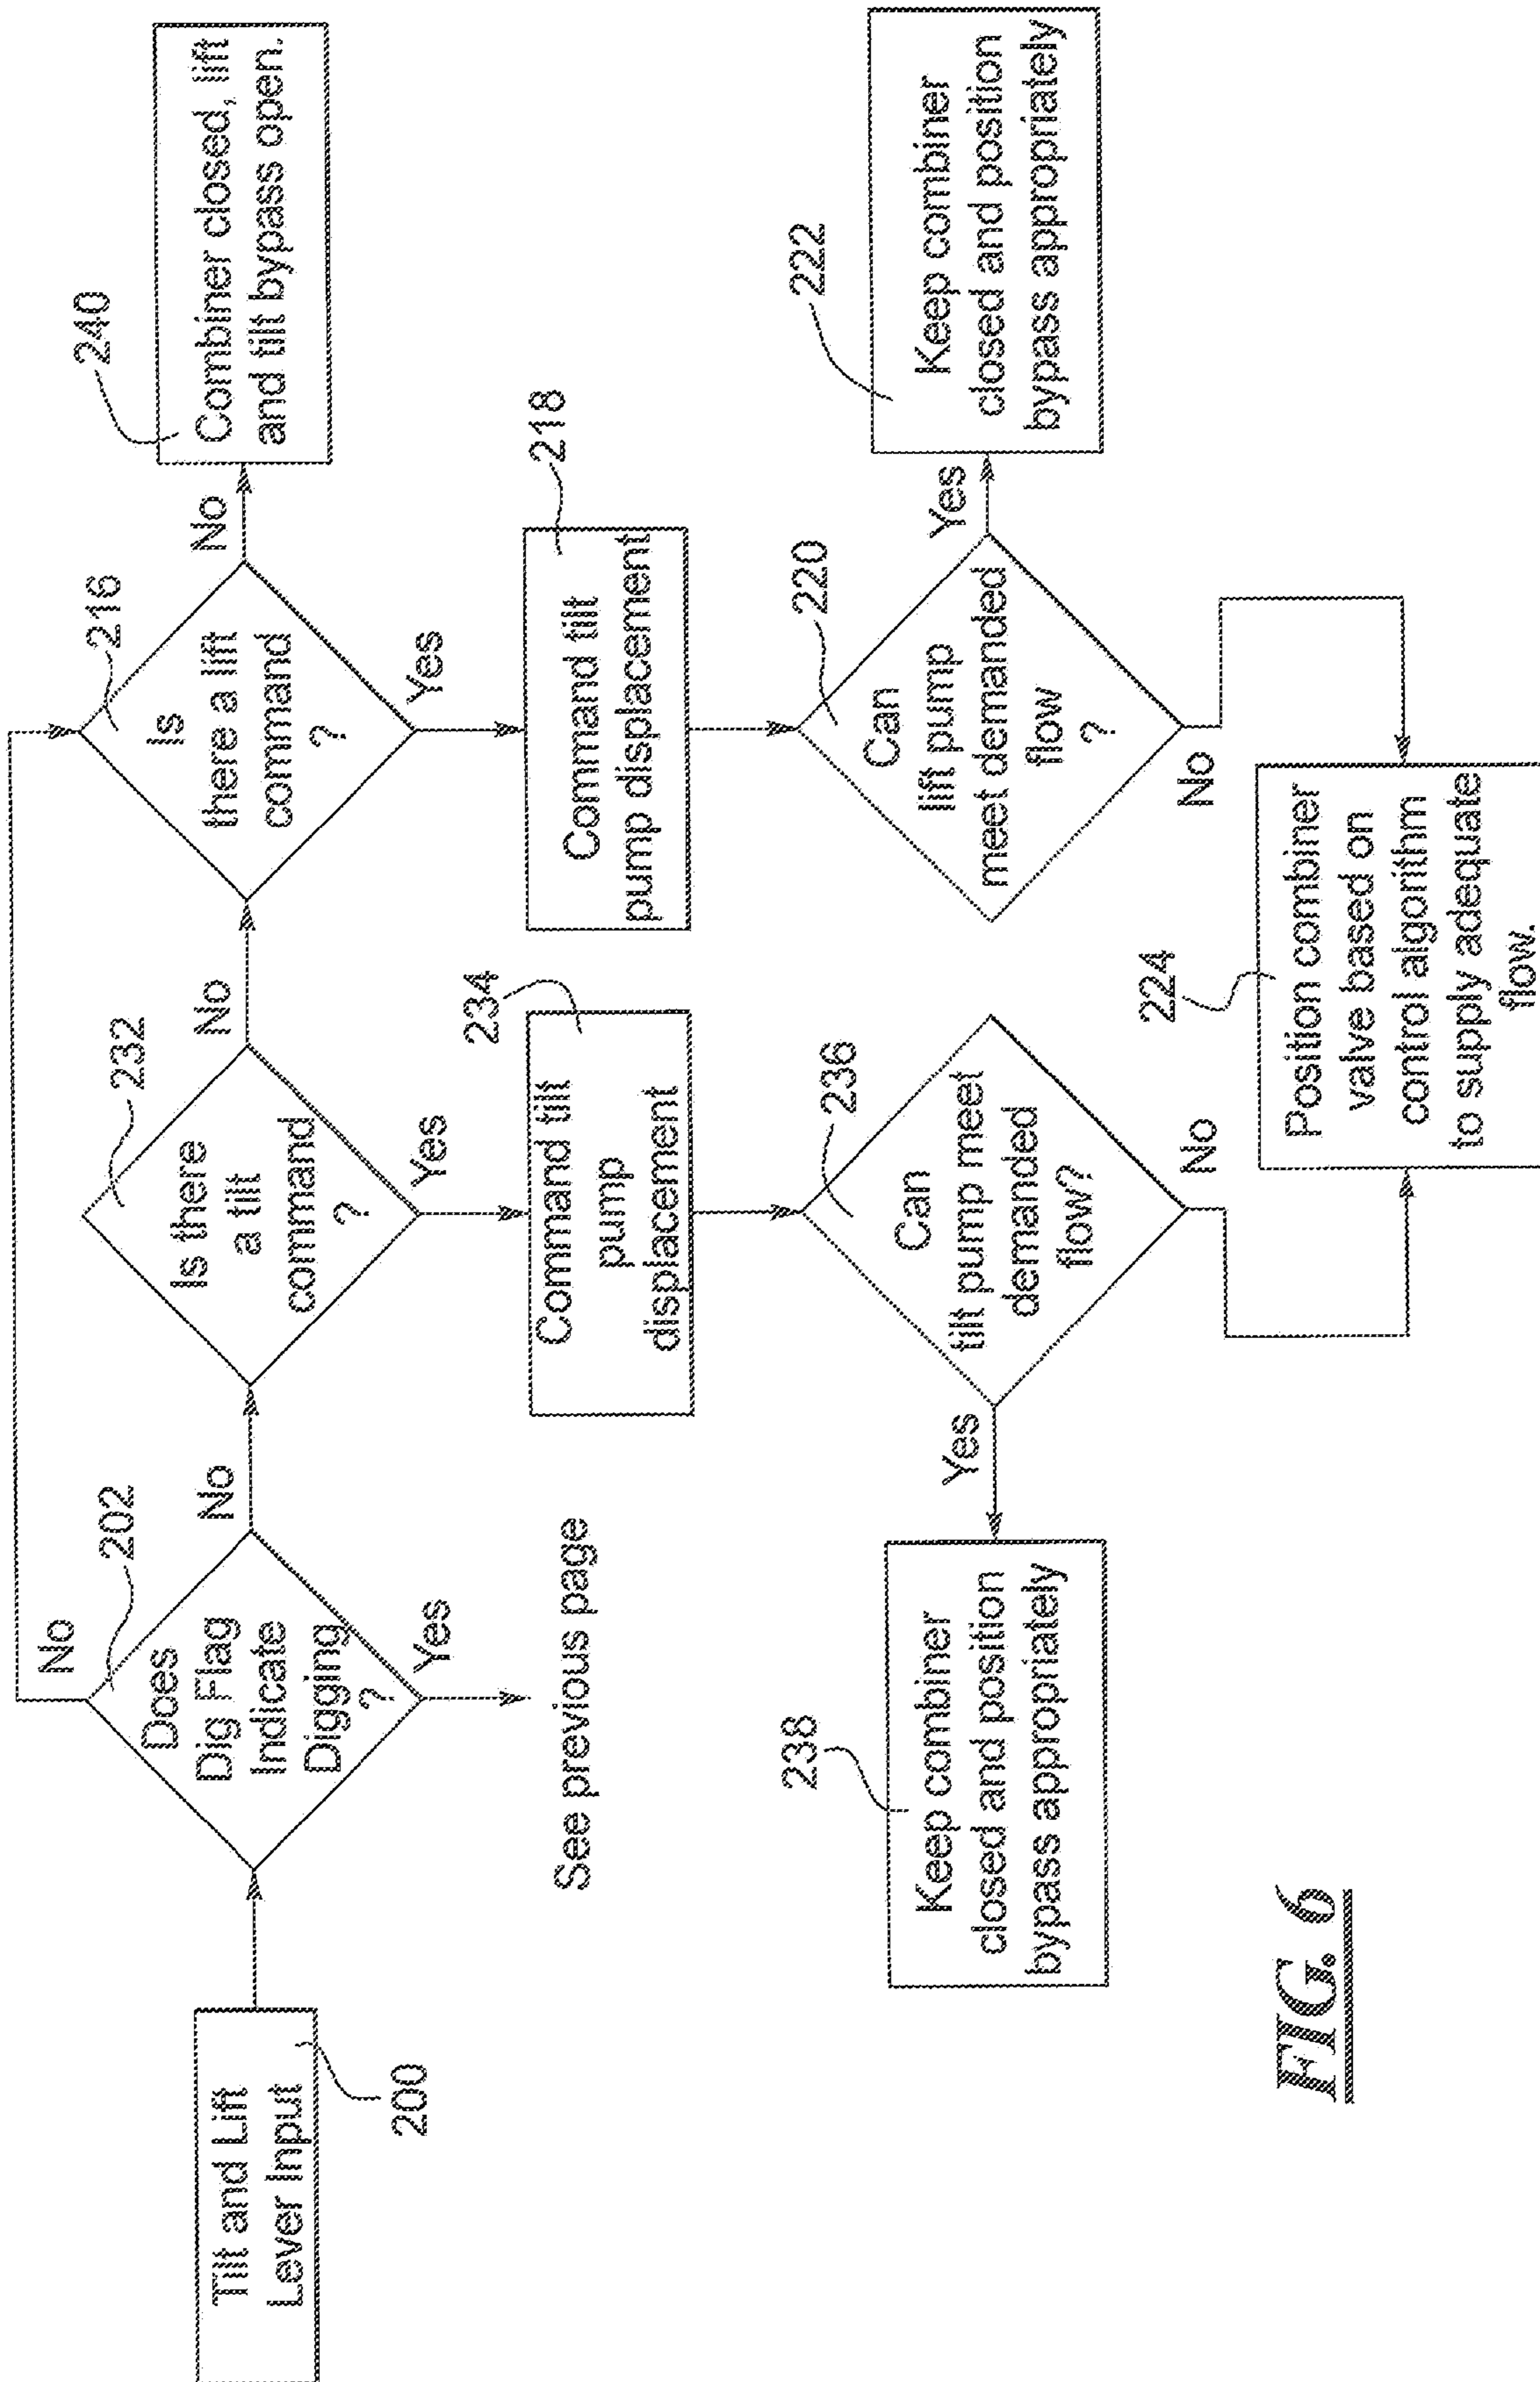 Tilt and Lift
Lever Input
200
Does
Dig Flag
Indicate
Digging
?
202
No
No
Yes
See previous page
Is there
a tilt
command
?
232
No
Yes
Is
there a lift
command
?
216
No
Yes
Combiner closed, lift
and tilt bypass open.
240
Command tilt
pump
displacement
234
Command tilt
pump displacement
218
Can
tilt pump meet
demanded
flow?
236
Yes
No
Keep combiner
closed and position
bypass appropriately
238
Can
lift pump
meet demanded
flow
?
220
Yes
No
Keep combiner
closed and position
bypass appropriately
222
Position combiner
valve based on
control algorithm
to supply adequate
flow.
224
FIG. 6